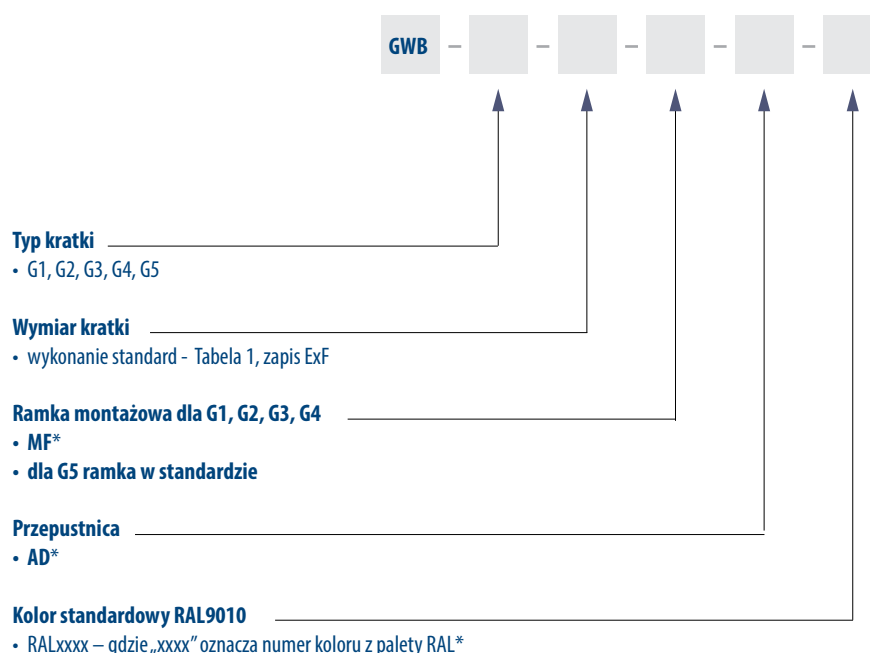 GWB – – – – –
Typ kratki
• G1, G2, G3, G4, G5
Wymiar kratki
• wykonanie standard - Tabela 1, zapis ExF
Ramka montażowa dla G1, G2, G3, G4
• MF*
• dla G5 ramka w standardzie
Przepustnica
• AD*
Kolor standardowy RAL9010
• RALxxxx – gdzie „xxxx” oznacza numer koloru z palety RAL*